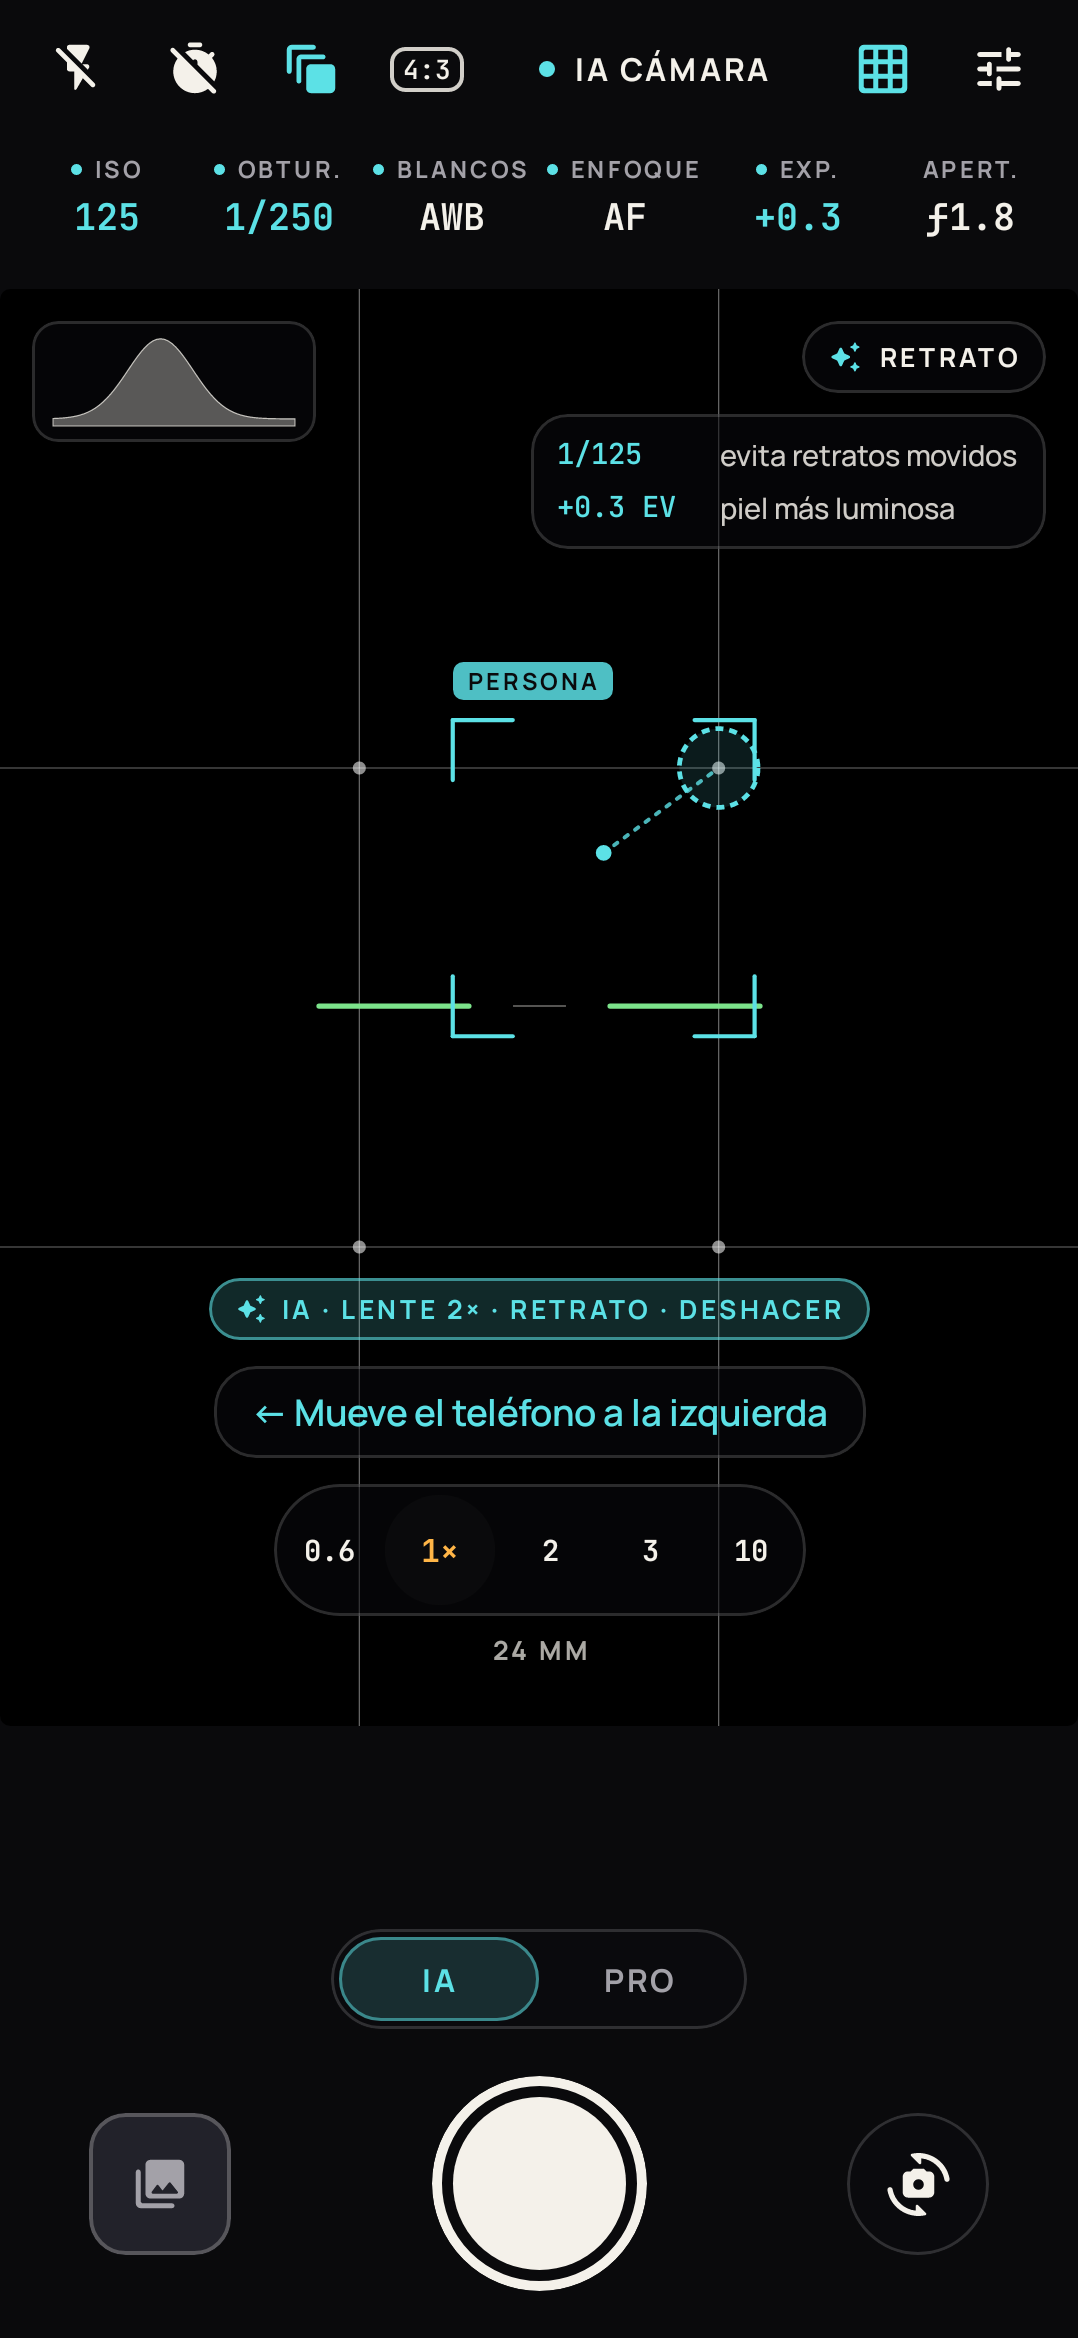 4:3
IA CÁMARA
ISO
OBTUR.
BLANCOS
ENFOQUE
EXP.
APERT.
125
1/250
AWB
AF
+0.3
ƒ1.8
RETRATO
1/125 evita retratos movidos
+0.3 EV piel más luminosa
PERSONA
IA · LENTE 2× · RETRATO · DESHACER
← Mueve el teléfono a la izquierda
0.6 1× 2 3 10
24 MM
IA PRO